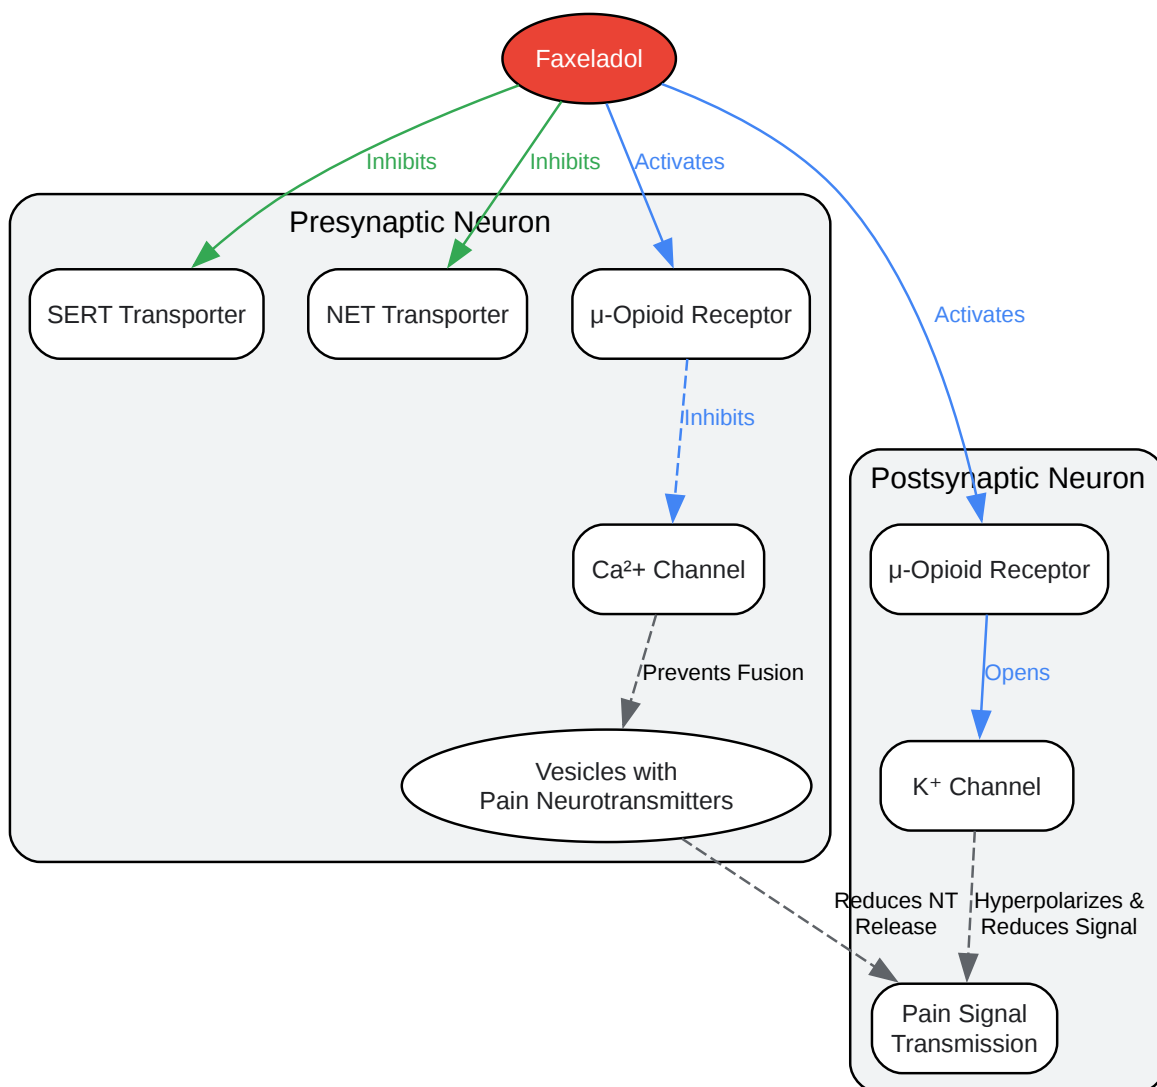 Faxeladol
Inhibits
Inhibits
Activates
Presynaptic Neuron
SERT Transporter
NET Transporter
μ-Opioid Receptor
Activates
Inhibits
Postsynaptic Neuron
Ca²+ Channel
μ-Opioid Receptor
Prevents Fusion
Opens
Vesicles with
Pain Neurotransmitters
K⁺ Channel
Reduces NT
Release
Hyperpolarizes &
Reduces Signal
Pain Signal
Transmission